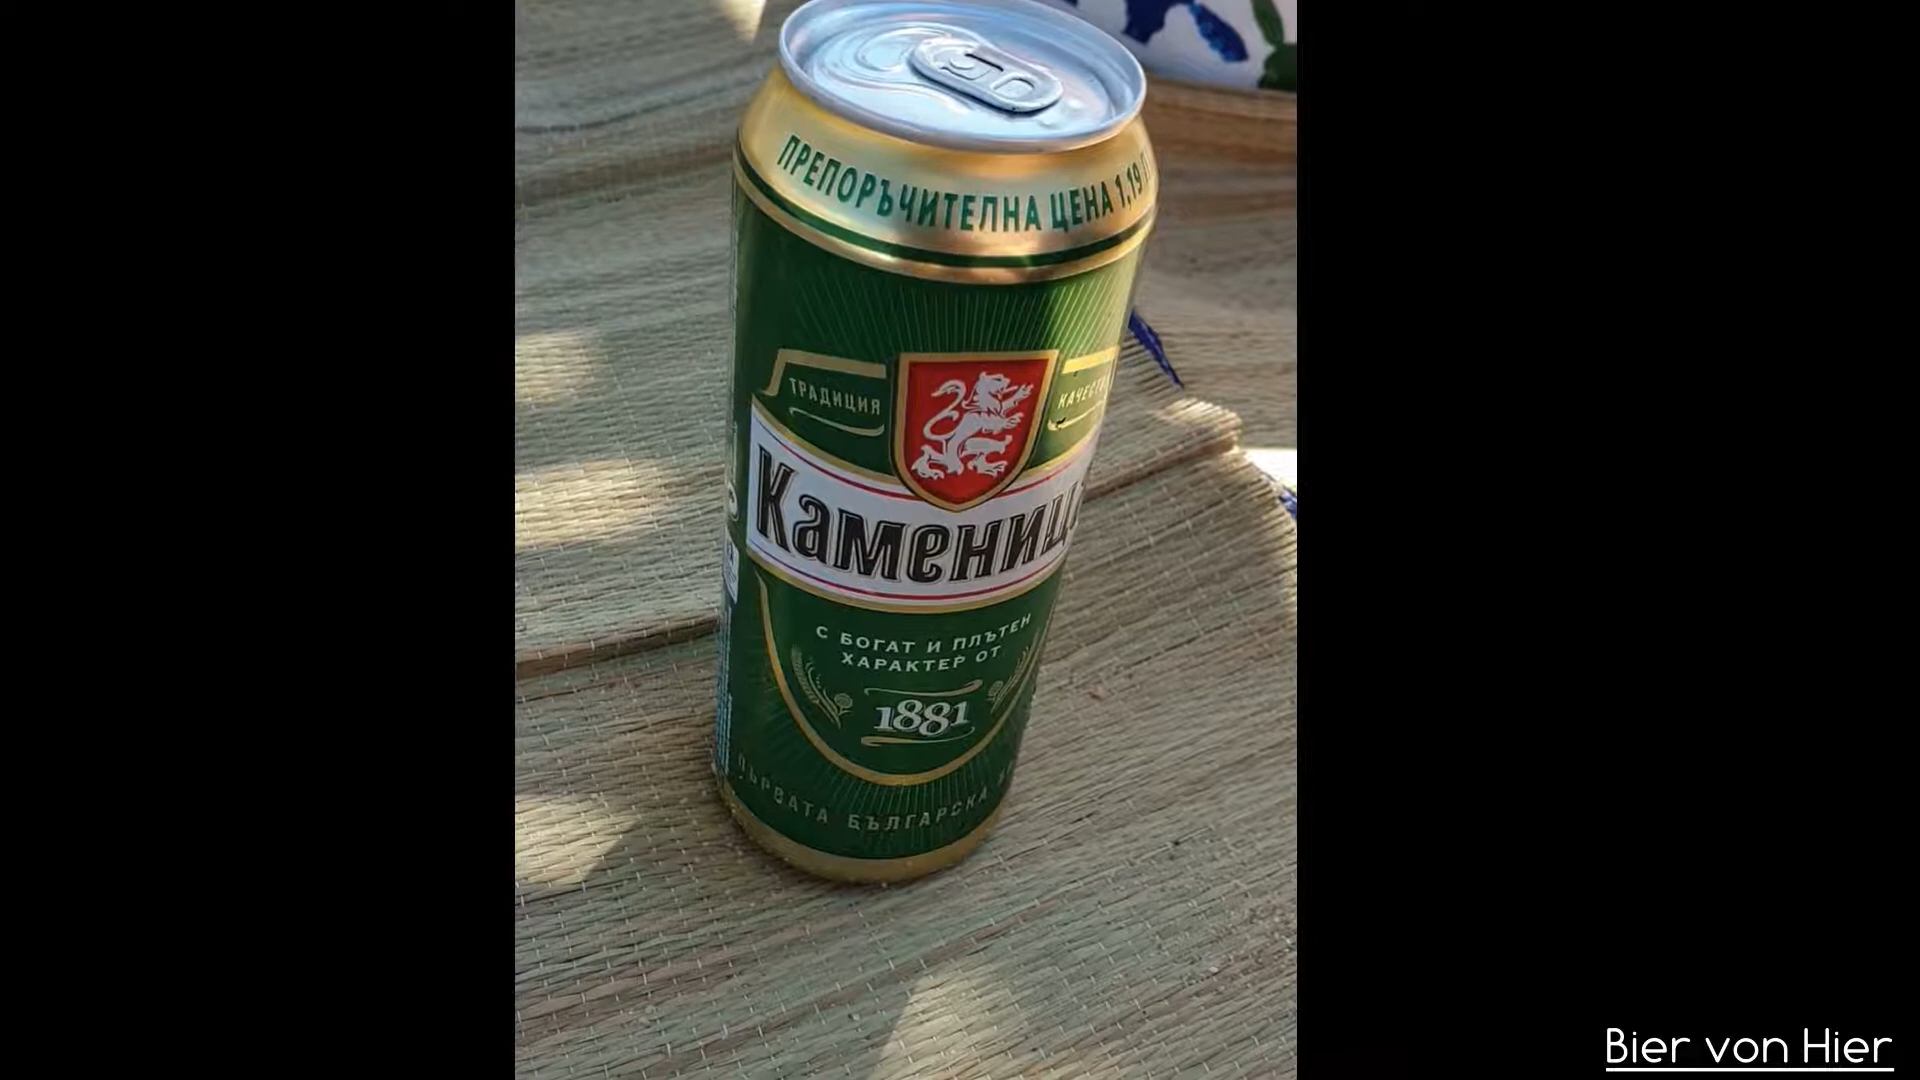 ПРЕПОРЪЧИТЕЛНА ЦЕНА 1,19
ТРАДИЦИЯ
Каменица
С БОГАТ И ПЛЪТЕН
ХАРАКТЕР ОТ
1881
ПЪРВАТА БЪЛГАРСКА
Bier von Hier